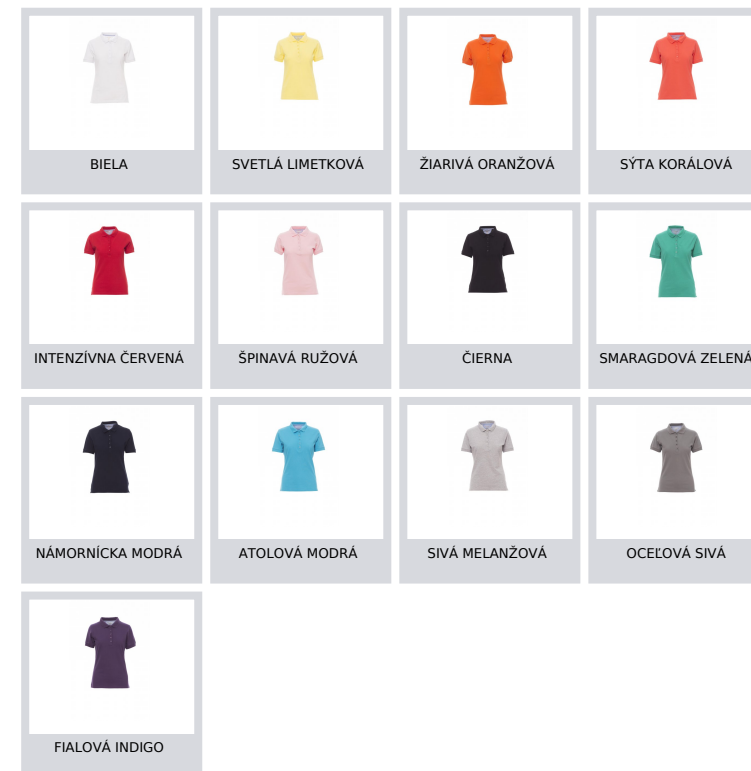 BIELA
SVETLÁ LIMETKOVÁ
ŽIARIVÁ ORANŽOVÁ
SÝTA KORÁLOVÁ
INTENZÍVNA ČERVENÁ
ŠPINAVÁ RUŽOVÁ
ČIERNA
SMARAGDOVÁ ZELENÁ
NÁMORNÍCKA MODRÁ
ATOLOVÁ MODRÁ
SIVÁ MELANŽOVÁ
OCEĽOVÁ SIVÁ
FIALOVÁ INDIGO